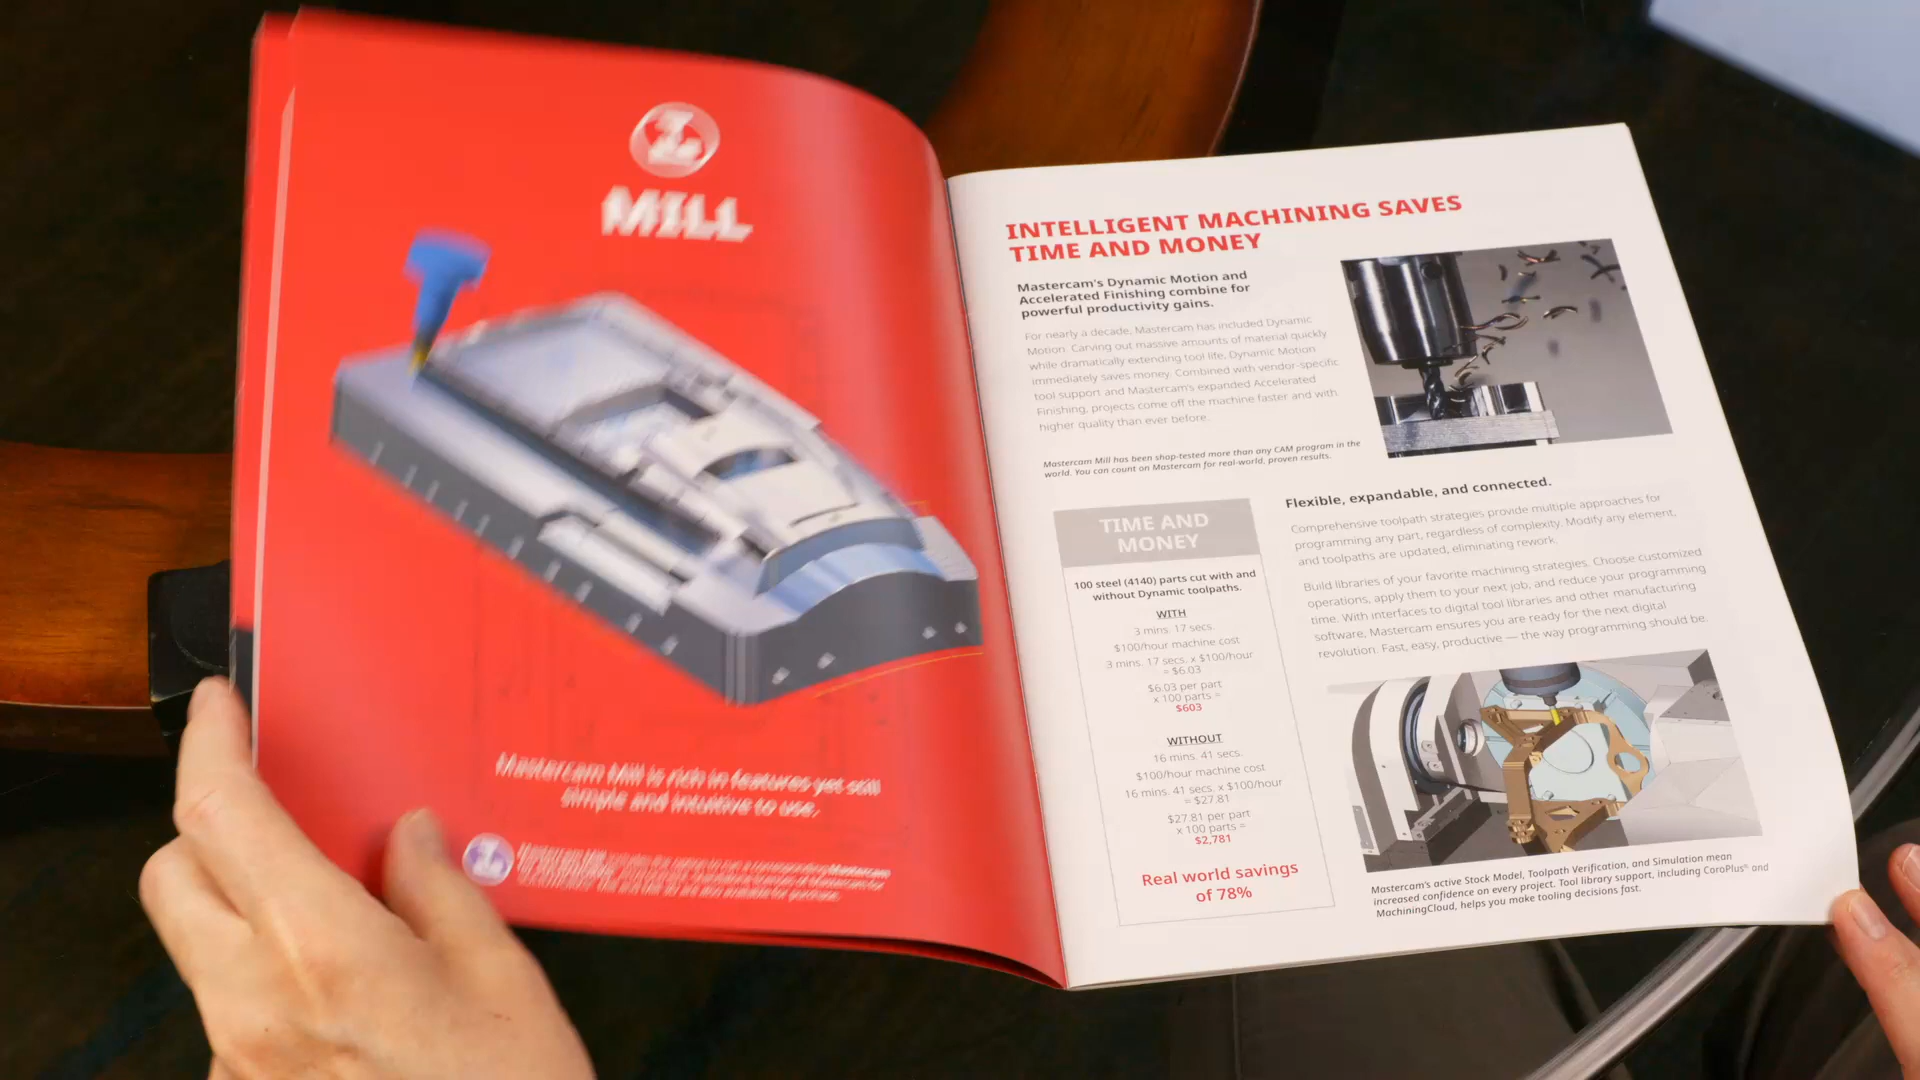 MILL
Mastercam Mill is rich in features yet still
simple and intuitive to use.
INTELLIGENT MACHINING SAVES
TIME AND MONEY
Mastercam's Dynamic Motion and
Accelerated Finishing combine for
powerful productivity gains.
For nearly a decade, Mastercam has included Dynamic
Motion. Carving out massive amounts of material quickly
while dramatically extending tool life, Dynamic Motion
immediately saves money. Combined with vendor-specific
tool support and Mastercam's expanded Accelerated
Finishing, projects come off the machine faster and with
higher quality than ever before.
Mastercam Mill has been shop-tested more than any CAM program in the
world. You can count on Mastercam for real-world, proven results.
TIME AND
MONEY
100 steel (4140) parts cut with and
without Dynamic toolpaths.
WITH
3 mins. 17 secs.
$100/hour machine cost
3 mins. 17 secs. x $100/hour
= $6.03
$6.03 per part
x 100 parts =
$603
WITHOUT
16 mins. 41 secs.
$100/hour machine cost
16 mins. 41 secs. x $100/hour
= $27.81
$27.81 per part
x 100 parts =
$2,781
Real world savings
of 78%
Flexible, expandable, and connected.
Comprehensive toolpath strategies provide multiple approaches for
programming any part, regardless of complexity. Modify any element,
and toolpaths are updated, eliminating rework.
Build libraries of your favorite machining strategies. Choose customized
operations, apply them to your next job, and reduce your programming
time. With interfaces to digital tool libraries and other manufacturing
software, Mastercam ensures you are ready for the next digital
revolution. Fast, easy, productive — the way programming should be.
Mastercam's active Stock Model, Toolpath Verification, and Simulation mean
increased confidence on every project. Tool library support, including CoroPlus® and
MachiningCloud, helps you make tooling decisions fast.